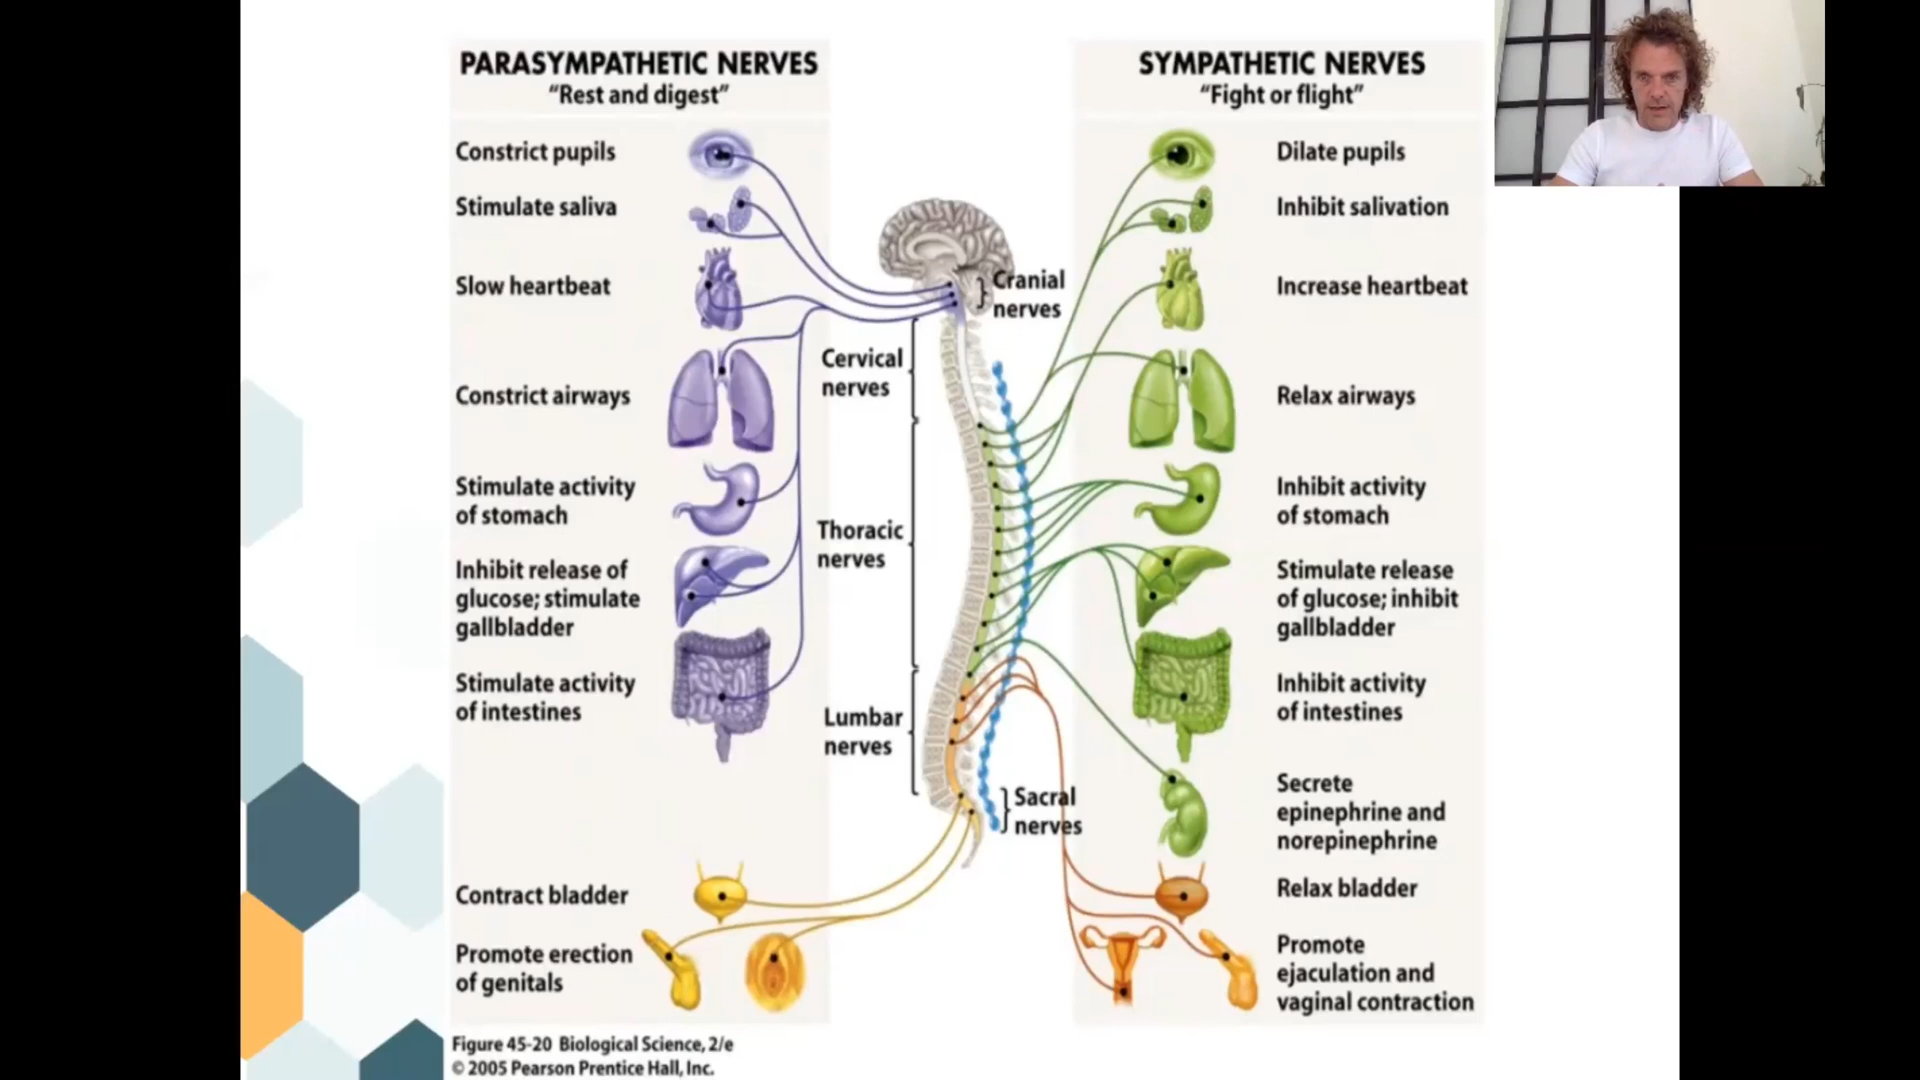 PARASYMPATHETIC NERVES
“Rest and digest”
Constrict pupils
Stimulate saliva
Slow heartbeat
Constrict airways
Stimulate activity
of stomach
Inhibit release of
glucose; stimulate
gallbladder
Stimulate activity
of intestines
Contract bladder
Promote erection
of genitals
Cranial
nerves
Cervical
nerves
Thoracic
nerves
Lumbar
nerves
Sacral
nerves
SYMPATHETIC NERVES
“Fight or flight”
Dilate pupils
Inhibit salivation
Increase heartbeat
Relax airways
Inhibit activity
of stomach
Stimulate release
of glucose; inhibit
gallbladder
Inhibit activity
of intestines
Secrete
epinephrine and
norepinephrine
Relax bladder
Promote
ejaculation and
vaginal contraction
Figure 45-20 Biological Science, 2/e
© 2005 Pearson Prentice Hall, Inc.